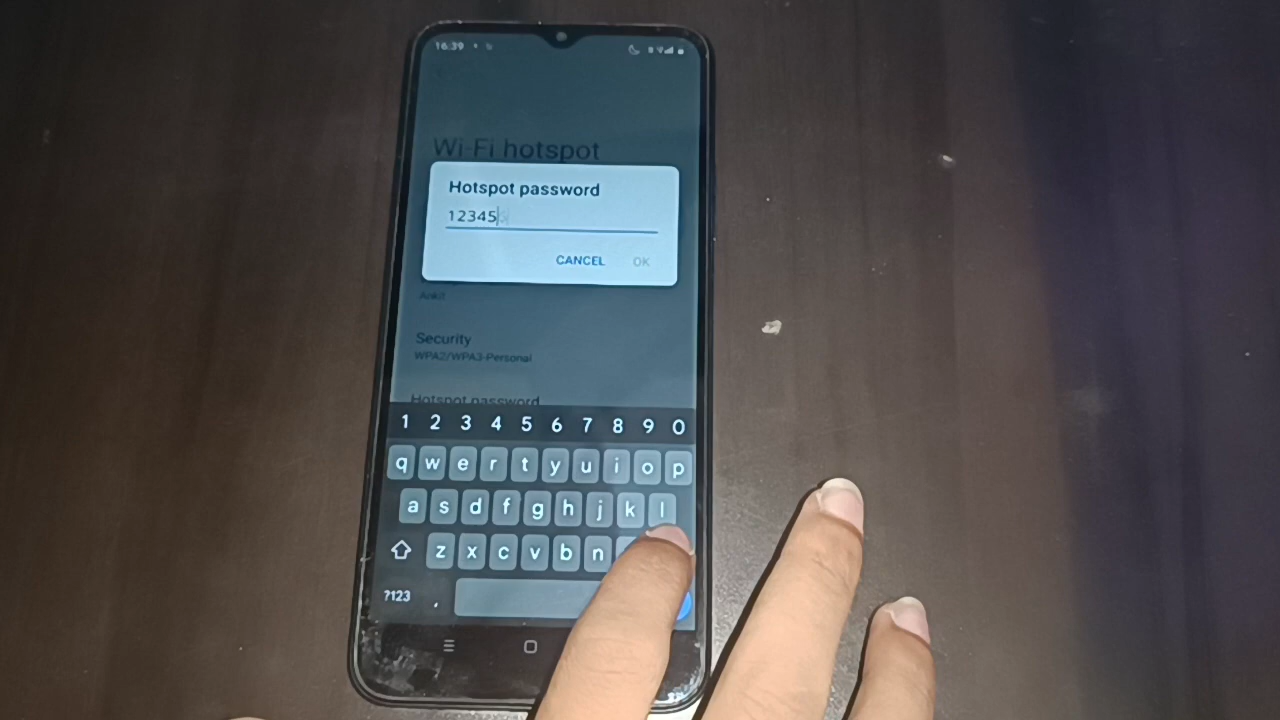 16:39
Wi-Fi hotspot
Hotspot password
12345
CANCEL OK
Ankit
Security
WPA2/WPA3-Personal
Hotspot password
1 2 3 4 5 6 7 8 9 0
q w e r t y u i o p
a s d f g h j k l
z x c v b n
?123 ,